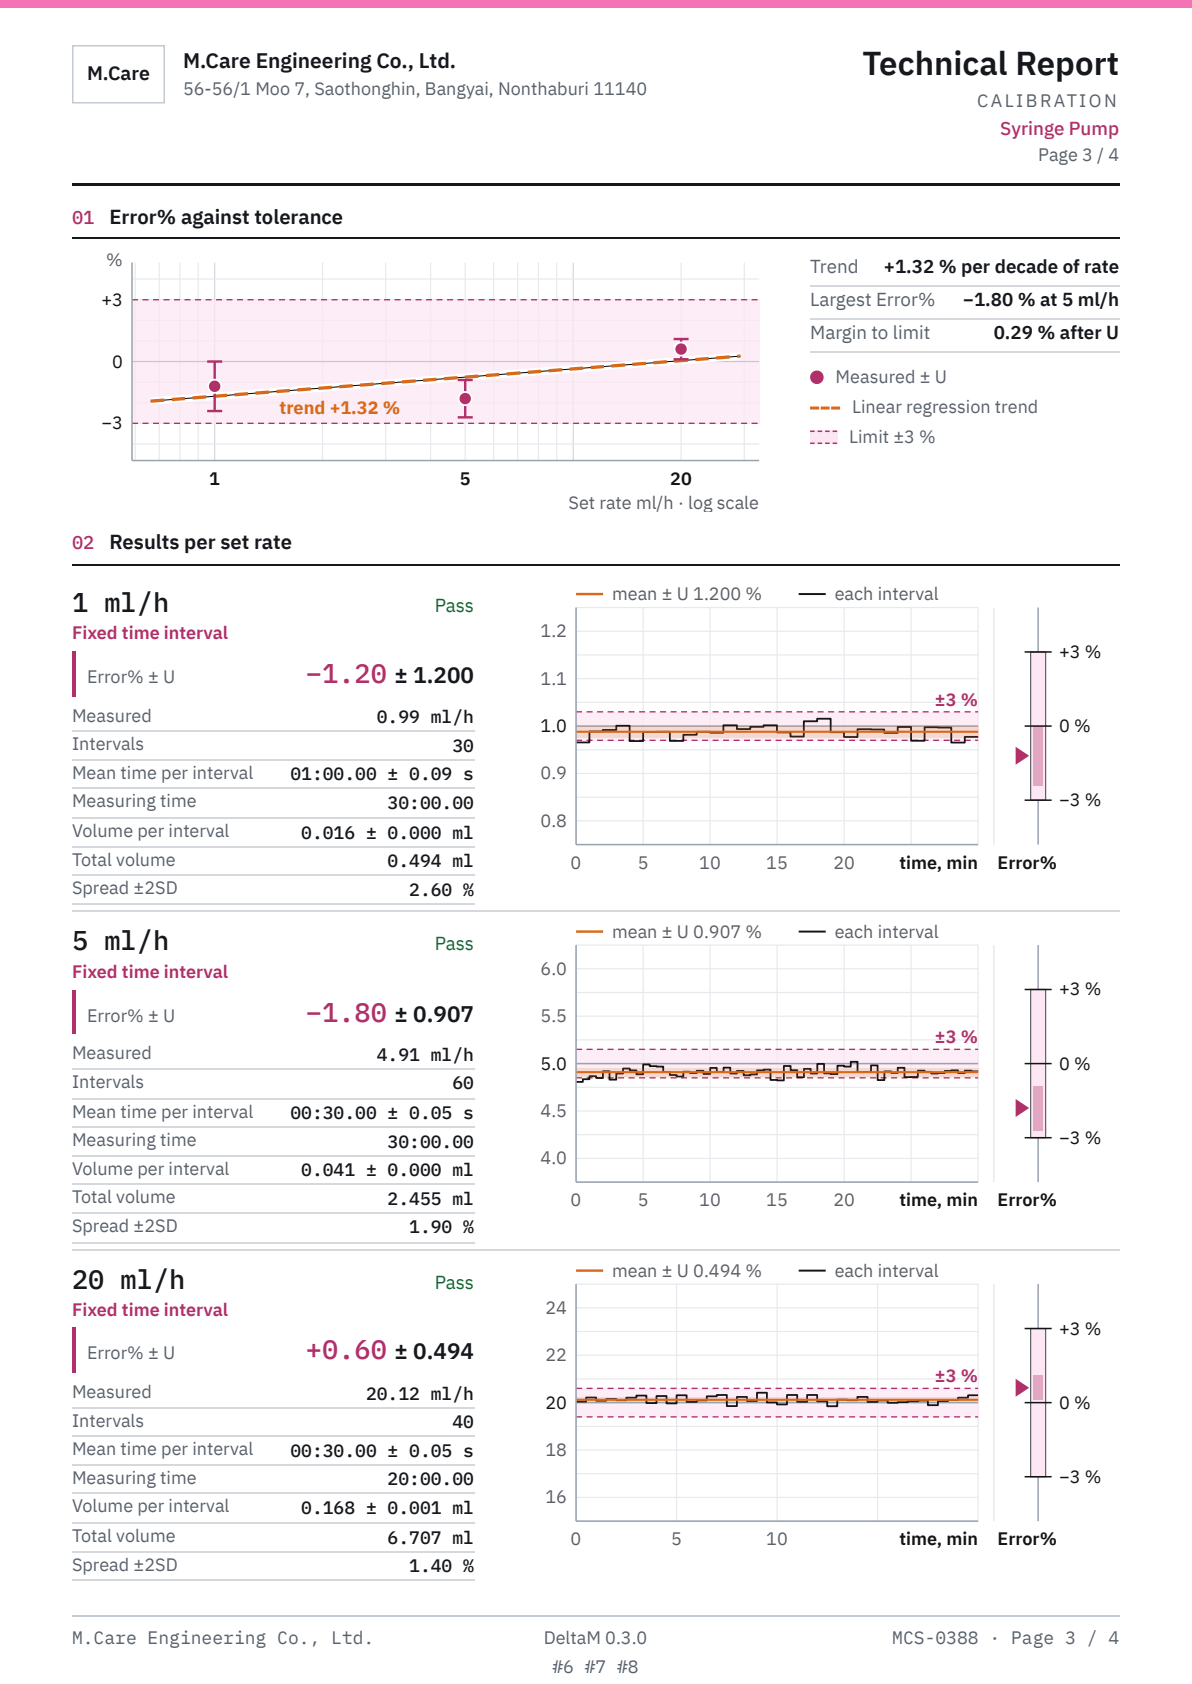 M.Care
M.Care Engineering Co., Ltd.
56-56/1 Moo 7, Saothonghin, Bangyai, Nonthaburi 11140
Technical Report
CALIBRATION
Syringe Pump
Page 3 / 4
01 Error% against tolerance
%
+3
0
−3
trend +1.32 %
1 5 20
Set rate ml/h · log scale
Trend +1.32 % per decade of rate
Largest Error% −1.80 % at 5 ml/h
Margin to limit 0.29 % after U
Measured ± U
Linear regression trend
Limit ±3 %
02 Results per set rate
1 ml/h Pass
Fixed time interval
Error% ± U −1.20 ± 1.200
Measured 0.99 ml/h
Intervals 30
Mean time per interval 01:00.00 ± 0.09 s
Measuring time 30:00.00
Volume per interval 0.016 ± 0.000 ml
Total volume 0.494 ml
Spread ±2SD 2.60 %
mean ± U 1.200 % each interval
1.2
1.1
1.0
0.9
0.8
±3 %
0 5 10 15 20 time, min
+3 %
0 %
−3 %
Error%
5 ml/h Pass
Fixed time interval
Error% ± U −1.80 ± 0.907
Measured 4.91 ml/h
Intervals 60
Mean time per interval 00:30.00 ± 0.05 s
Measuring time 30:00.00
Volume per interval 0.041 ± 0.000 ml
Total volume 2.455 ml
Spread ±2SD 1.90 %
mean ± U 0.907 % each interval
6.0
5.5
5.0
4.5
4.0
±3 %
0 5 10 15 20 time, min
+3 %
0 %
−3 %
Error%
20 ml/h Pass
Fixed time interval
Error% ± U +0.60 ± 0.494
Measured 20.12 ml/h
Intervals 40
Mean time per interval 00:30.00 ± 0.05 s
Measuring time 20:00.00
Volume per interval 0.168 ± 0.001 ml
Total volume 6.707 ml
Spread ±2SD 1.40 %
mean ± U 0.494 % each interval
24
22
20
18
16
±3 %
0 5 10 time, min
+3 %
0 %
−3 %
Error%
M.Care Engineering Co., Ltd. DeltaM 0.3.0 MCS-0388 · Page 3 / 4
#6 #7 #8